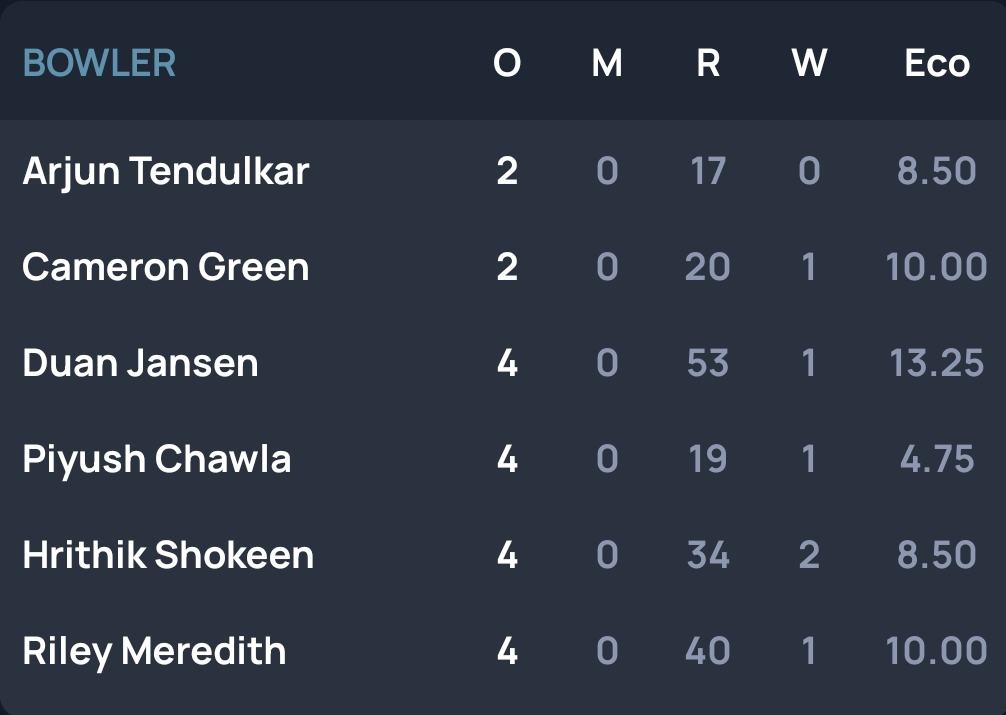 BOWLER O M R W Eco
Arjun Tendulkar 2 0 17 0 8.50
Cameron Green 2 0 20 1 10.00
Duan Jansen 4 0 53 1 13.25
Piyush Chawla 4 0 19 1 4.75
Hrithik Shokeen 4 0 34 2 8.50
Riley Meredith 4 0 40 1 10.00